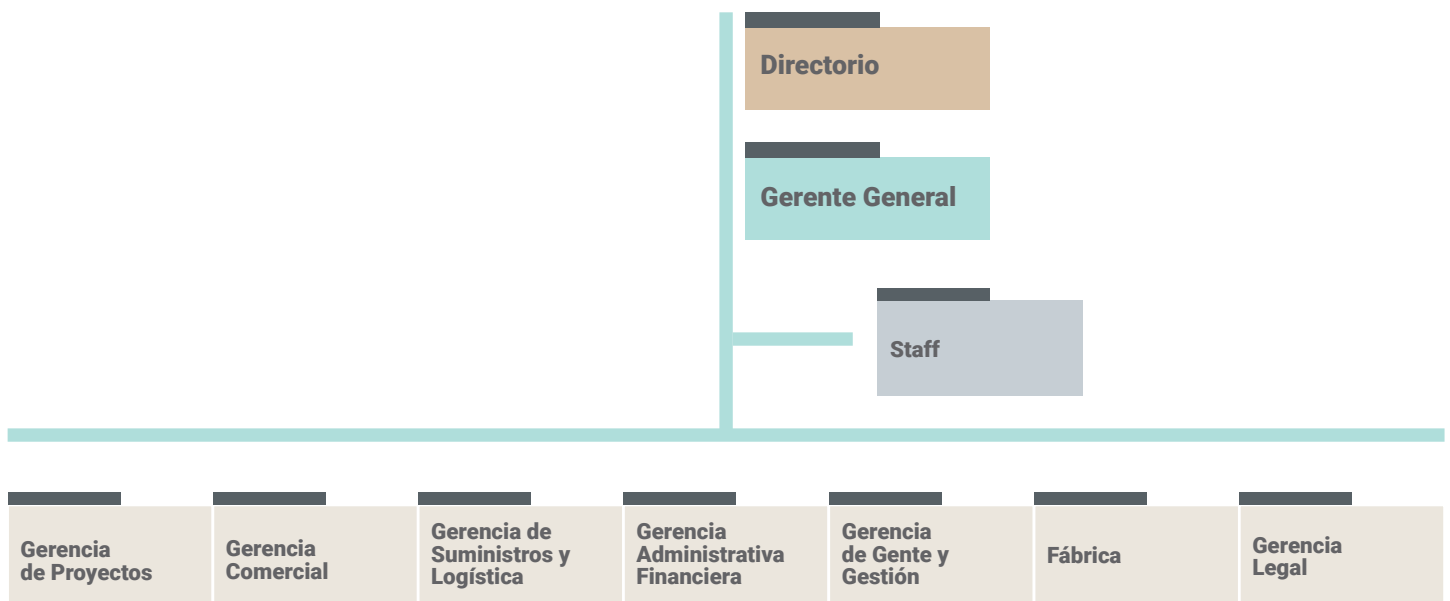 Directorio
Gerente General
Staff
Gerencia
de Proyectos
Gerencia
Comercial
Gerencia de
Suministros y
Logística
Gerencia
Administrativa
Financiera
Gerencia
de Gente y
Gestión
Fábrica
Gerencia
Legal